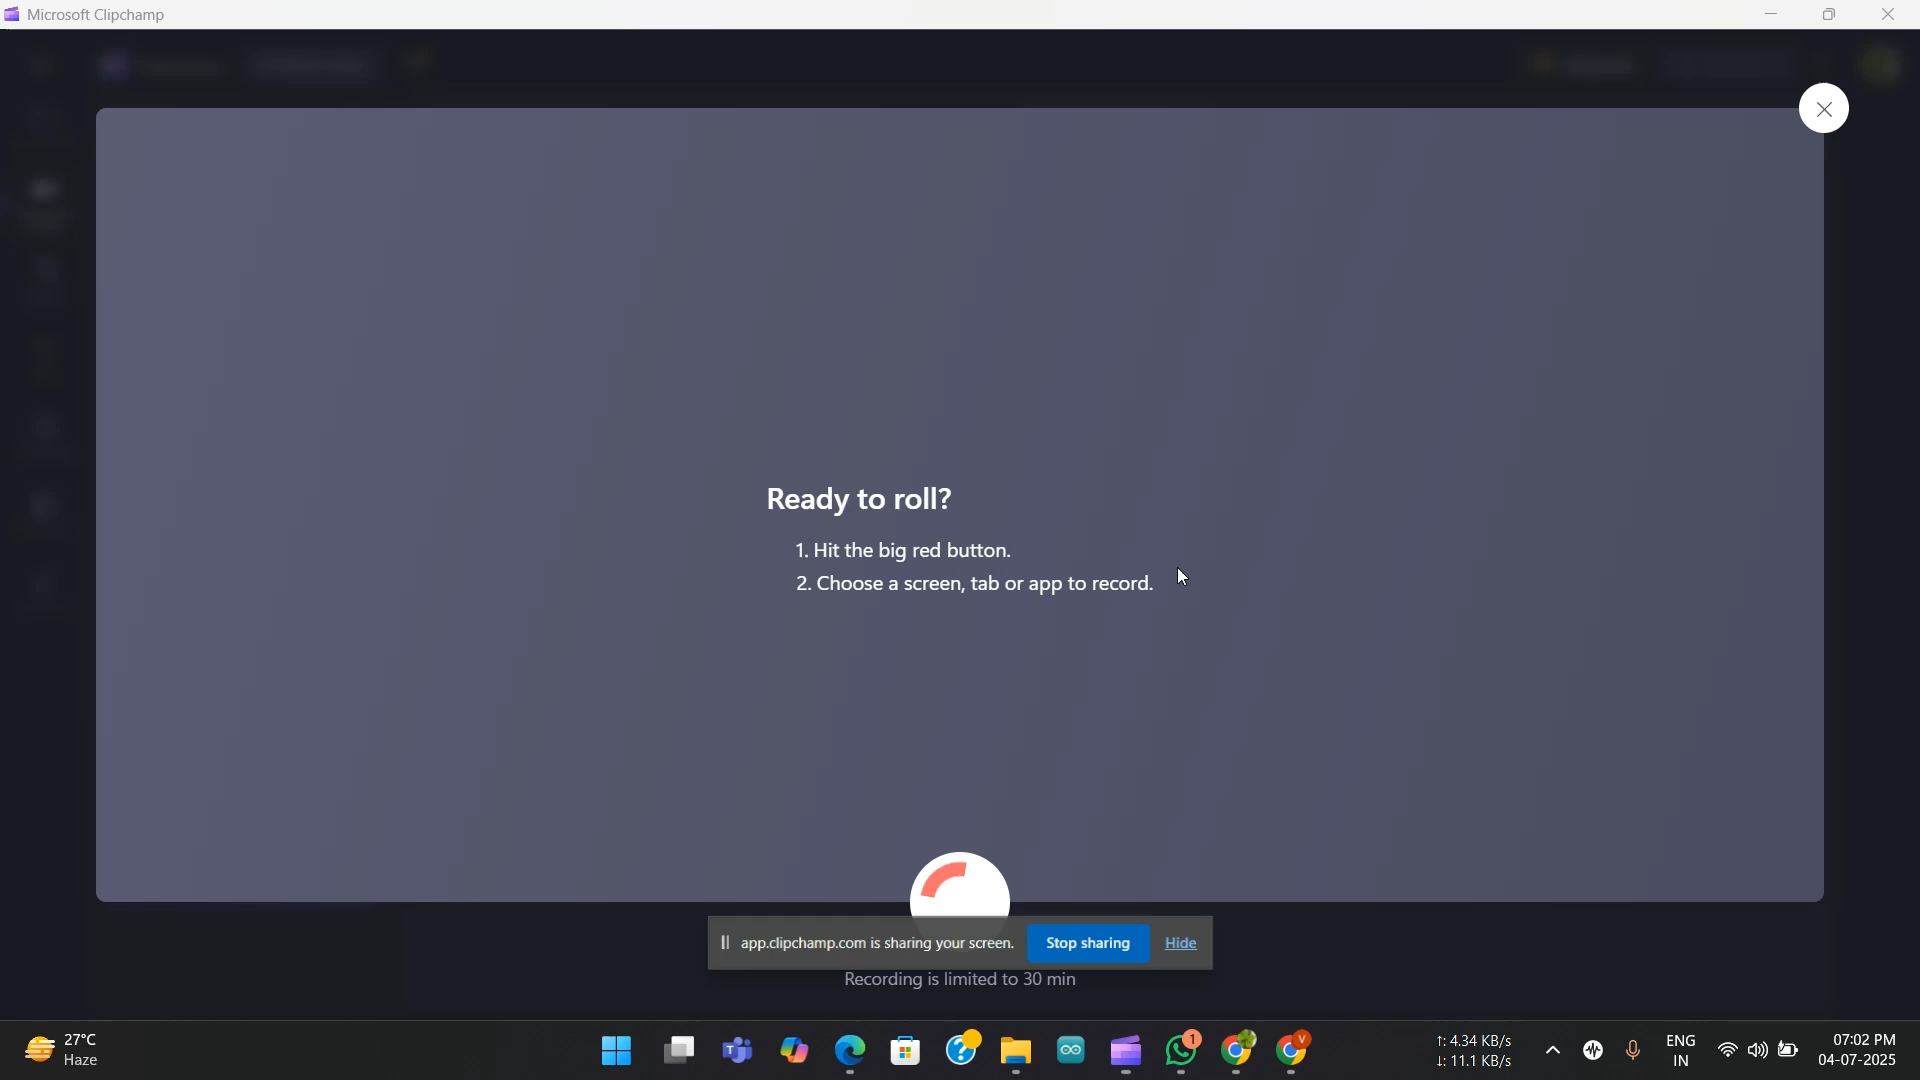 Microsoft Clipchamp
Ready to roll?
1. Hit the big red button.
2. Choose a screen, tab or app to record.
app.clipchamp.com is sharing your screen. Stop sharing Hide
Recording is limited to 30 min
27°C
Haze
1
V
↑: 4.34 KB/s
↓: 11.1 KB/s
ENG
IN
07:02 PM
04-07-2025